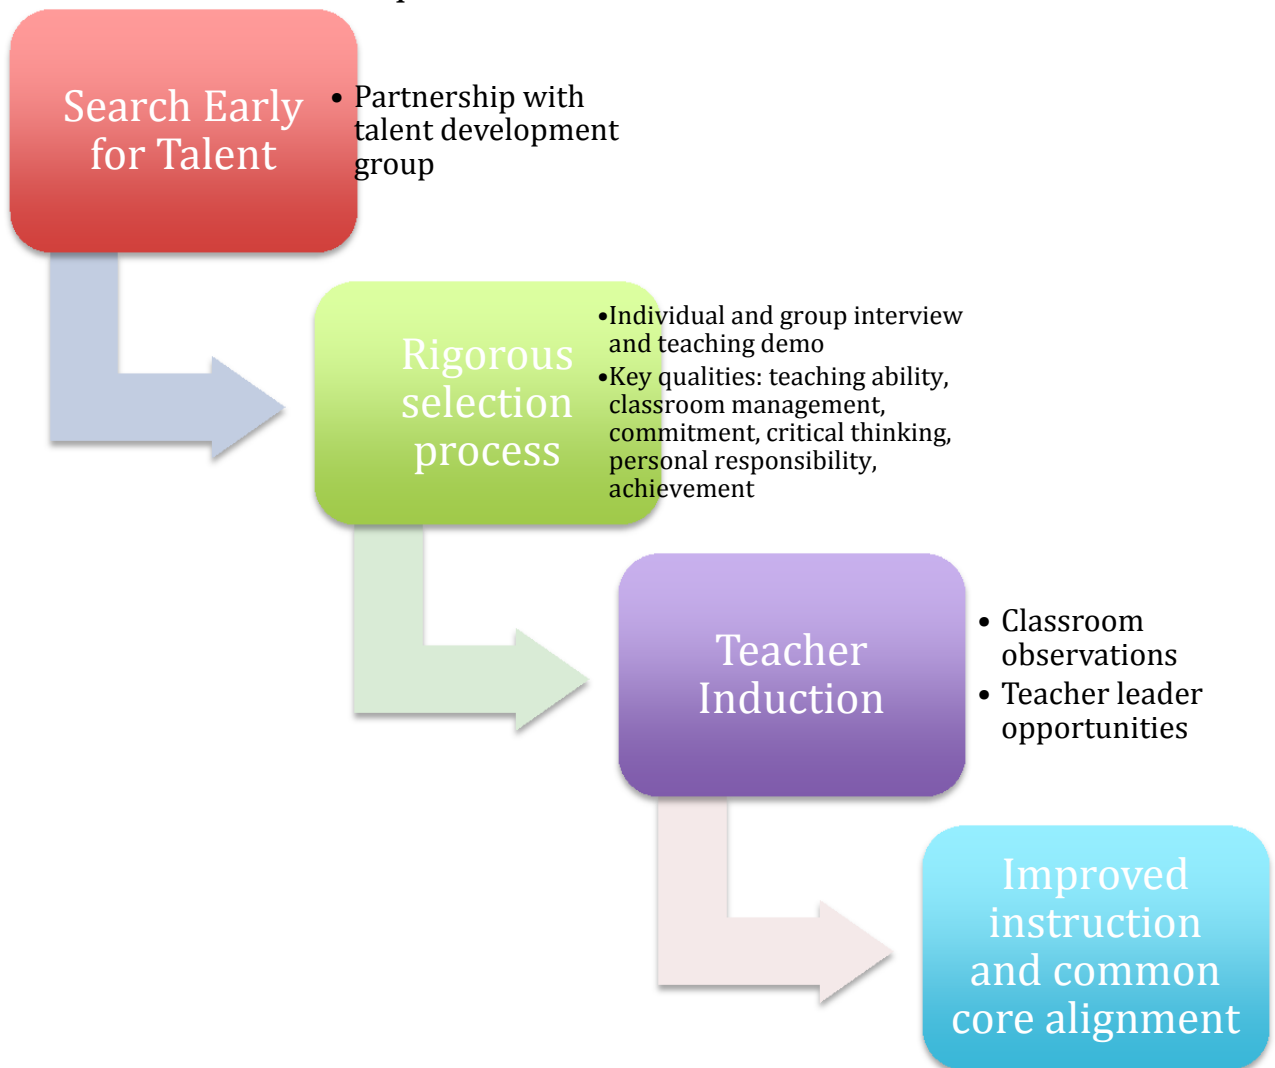 Search Early
for Talent
• Partnership with
talent development
group
Rigorous
selection
process
•Individual and group interview
and teaching demo
•Key qualities: teaching ability,
classroom management,
commitment, critical thinking,
personal responsibility,
achievement
Teacher
Induction
• Classroom
observations
• Teacher leader
opportunities
Improved
instruction
and common
core alignment